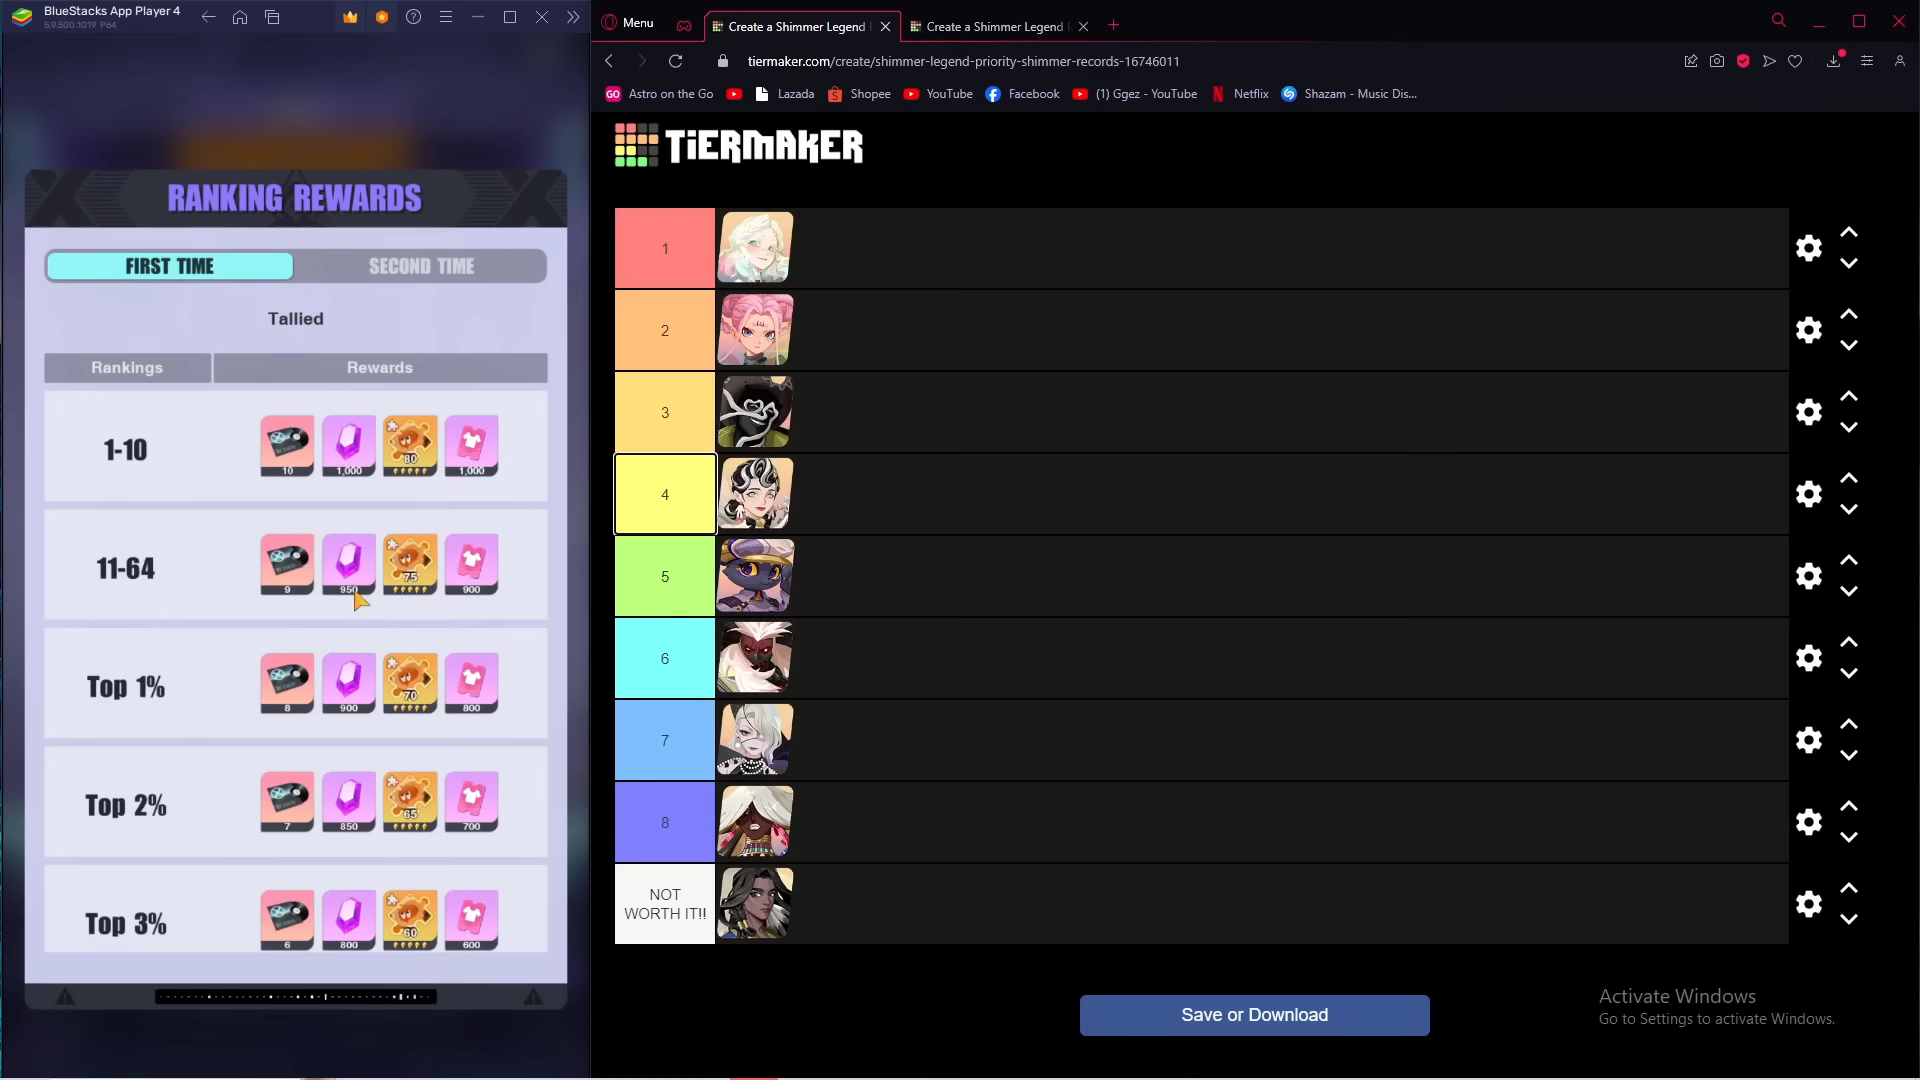 BlueStacks App Player 4
5.9.500.1019 P64
Menu
Create a Shimmer Legend
Create a Shimmer Legend
tiermaker.com/create/shimmer-legend-priority-shimmer-records-16746011
GO Astro on the Go
Lazada
Shopee
YouTube
Facebook
(1) Ggez - YouTube
Netflix
Shazam - Music Dis...
TiERMAKER
RANKING REWARDS
FIRST TIME
SECOND TIME
Tallied
Rankings
Rewards
1-10
10
1,000
80
1,000
11-64
9
950
75
900
Top 1%
8
900
70
800
Top 2%
7
850
65
700
Top 3%
6
800
60
600
1
2
3
4
5
6
7
8
NOT
WORTH IT!!
Save or Download
Activate Windows
Go to Settings to activate Windows.